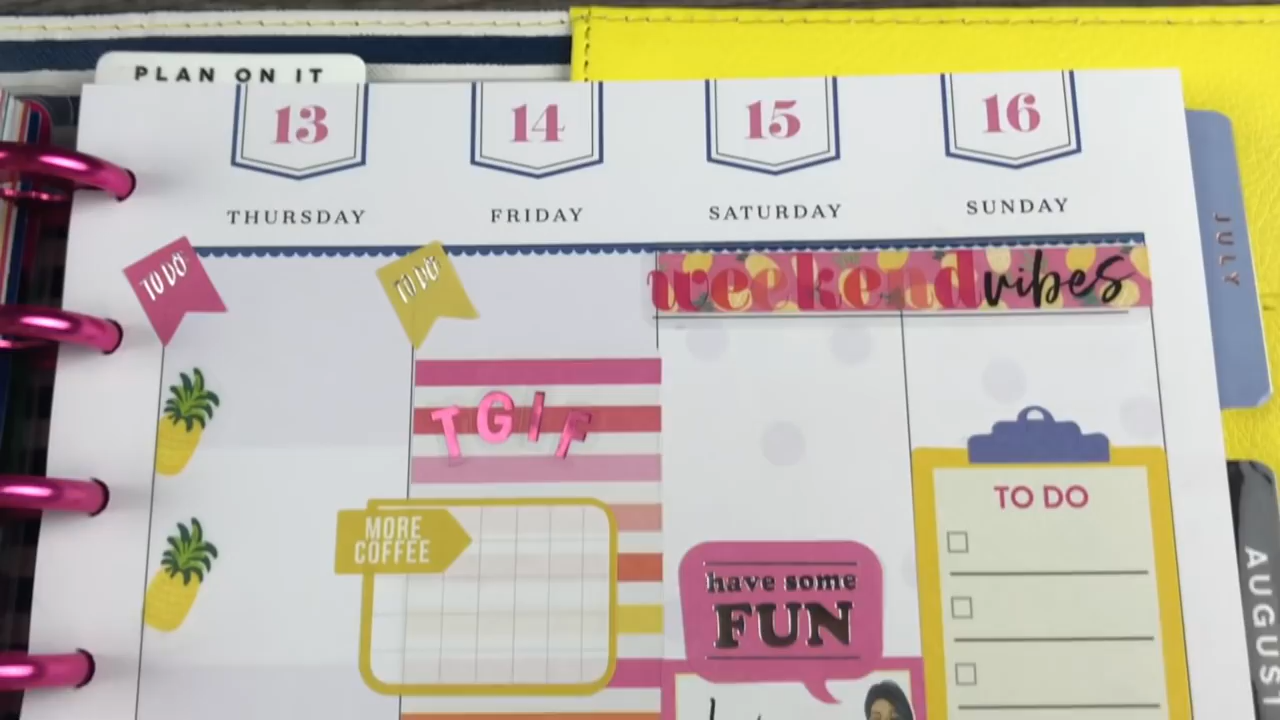 PLAN ON IT
13 14 15 16
THURSDAY FRIDAY SATURDAY SUNDAY
TO DO TO DO
weekend vibes
JULY
TGIF
TO DO
MORE
COFFEE
have some
FUN
AUGUST